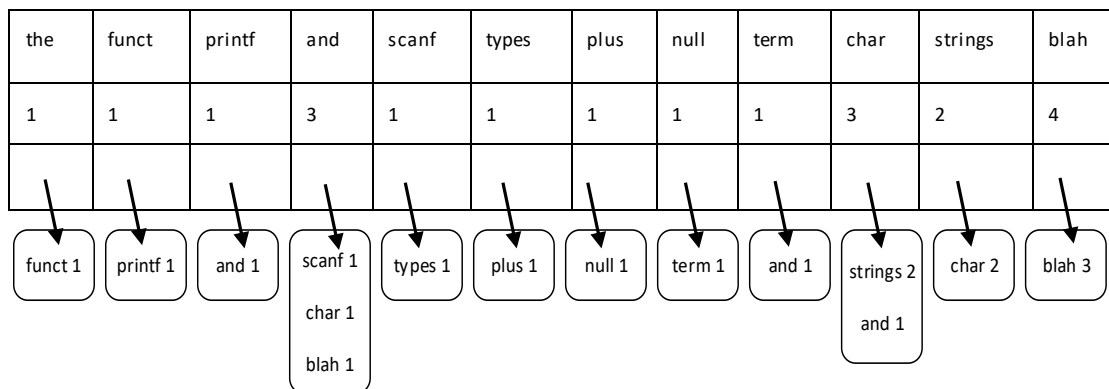 the funct printf and scanf types plus null term char strings blah
1 1 1 3 1 1 1 1 1 3 2 4
funct 1 printf 1 and 1 scanf 1 types 1 plus 1 null 1 term 1 and 1 strings 2 char 2 blah 3
char 1 and 1
blah 1